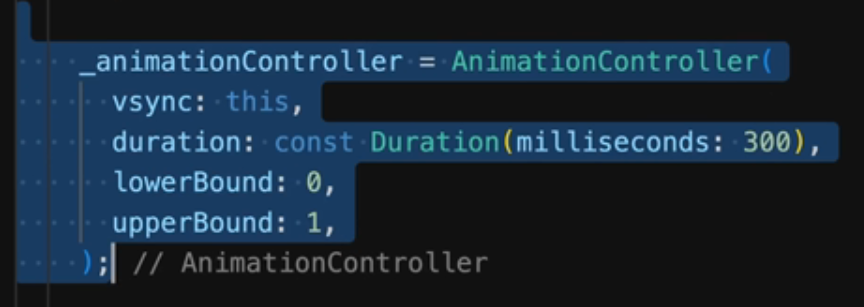 _animationController = AnimationController(
vsync: this,
duration: const Duration(milliseconds: 300),
lowerBound: 0,
upperBound: 1,
); // AnimationController